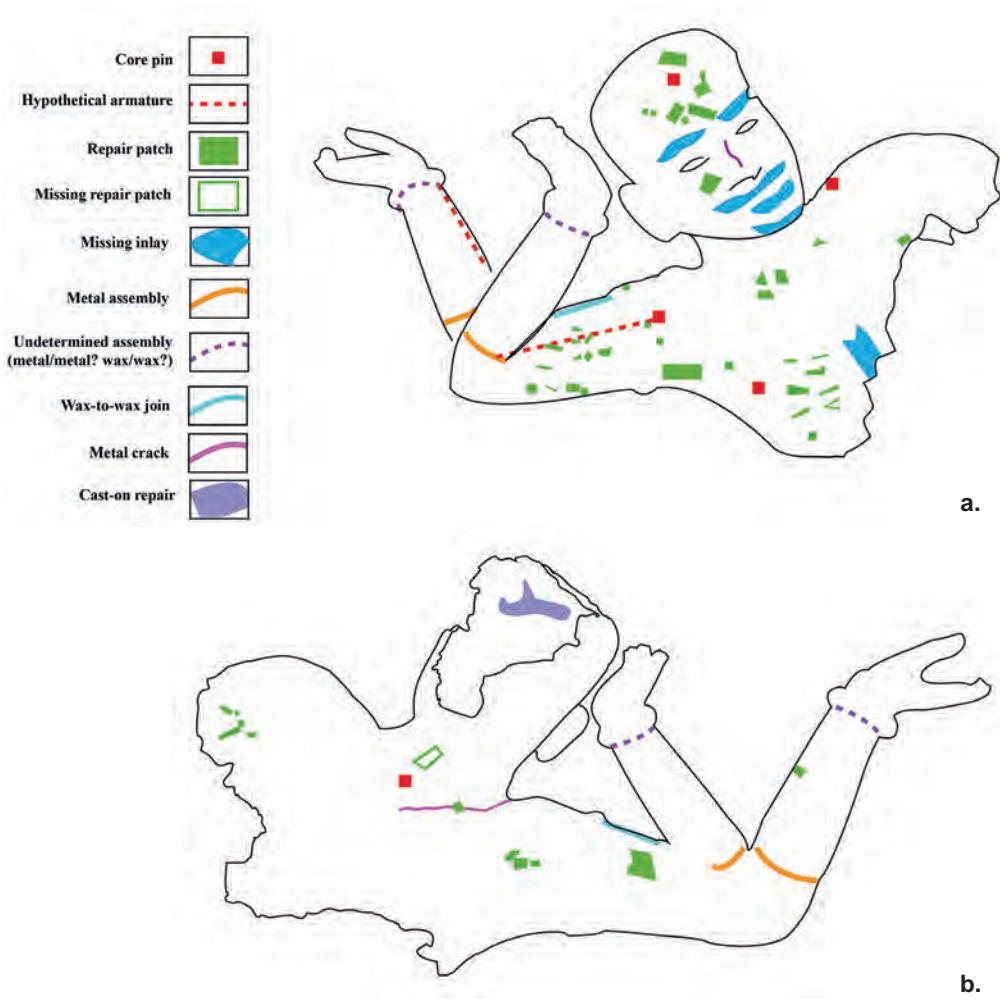 Core pin
Hypothetical armature
Repair patch
Missing repair patch
Missing inlay
Metal assembly
Undetermined assembly
(metal/metal? wax/wax?)
Wax-to-wax join
Metal crack
Cast-on repair
a.
b.